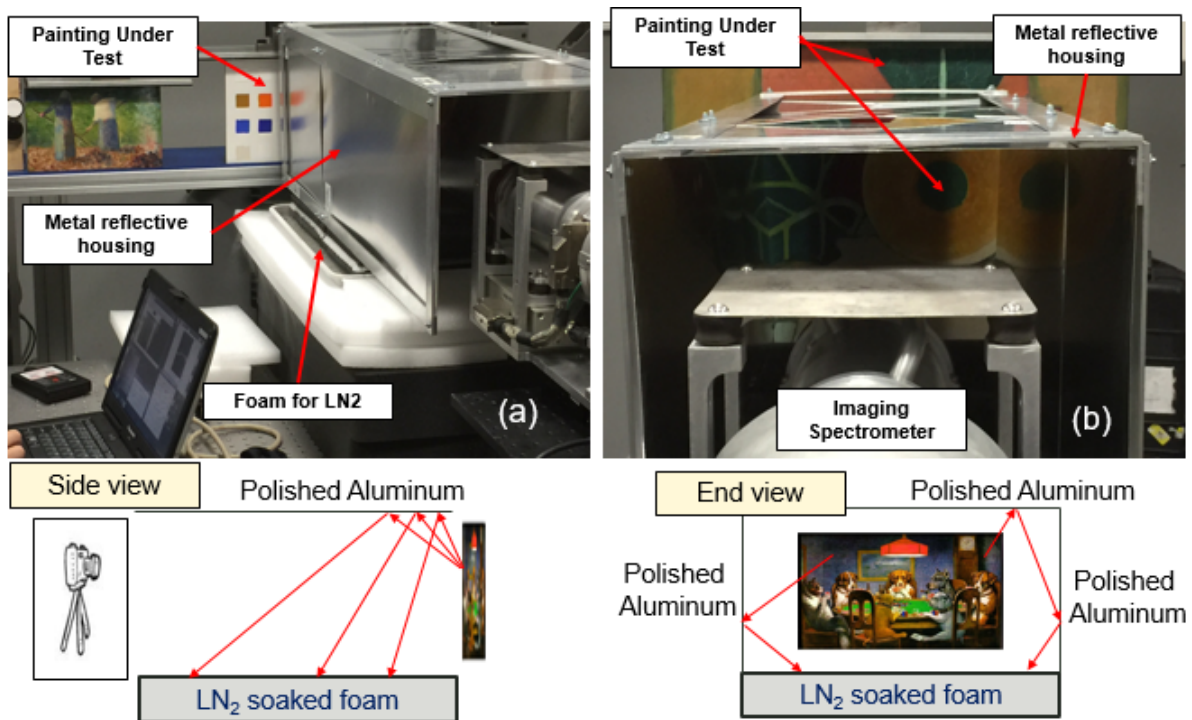 Painting Under
Test
Metal reflective
housing
Foam for LN2
(a)
Painting Under
Test
Metal reflective
housing
Imaging
Spectrometer
(b)
Side view
Polished Aluminum
LN₂ soaked foam
End view
Polished Aluminum
Polished
Aluminum
Polished
Aluminum
LN₂ soaked foam